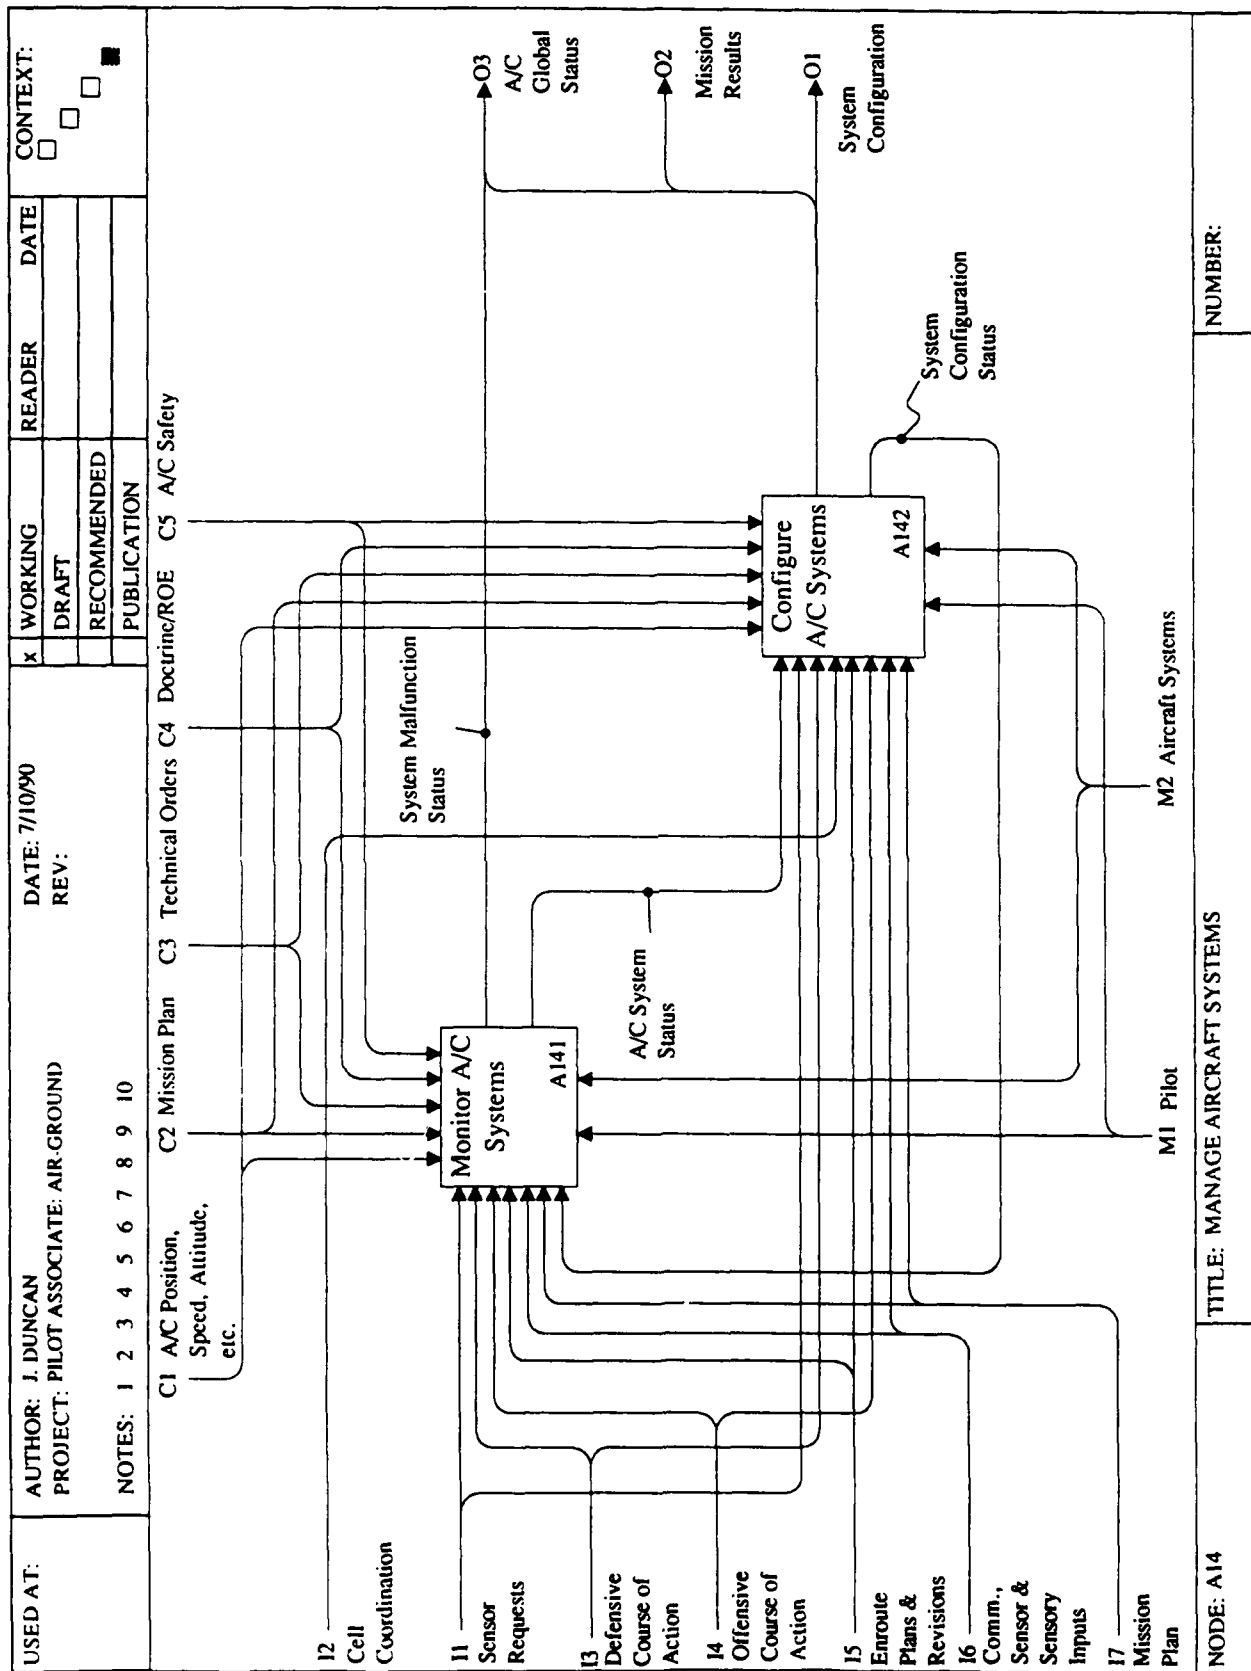 USED AT:
AUTHOR: J. DUNCAN
PROJECT: PILOT ASSOCIATE: AIR-GROUND
NOTES: 1 2 3 4 5 6 7 8 9 10
DATE: 7/10/90
REV:
x WORKING
DRAFT
RECOMMENDED
PUBLICATION
READER DATE
CONTEXT:
C1 A/C Position,
Speed, Attitude,
etc.
C2 Mission Plan
C3 Technical Orders
C4 Doctrine/ROE
C5 A/C Safety
I2
Cell
Coordination
I1
Sensor
Requests
I3
Defensive
Course of
Action
I4
Offensive
Course of
Action
I5
Enroute
Plans &
Revisions
I6
Comm.,
Sensor &
Sensory
Inputs
I7
Mission
Plan
Monitor A/C
Systems
A141
System Malfunction
Status
A/C System
Status
Configure
A/C Systems
A142
System
Configuration
Status
O3
A/C
Global
Status
O2
Mission
Results
O1
System
Configuration
M1 Pilot
M2 Aircraft Systems
NODE: A14
TITLE: MANAGE AIRCRAFT SYSTEMS
NUMBER: